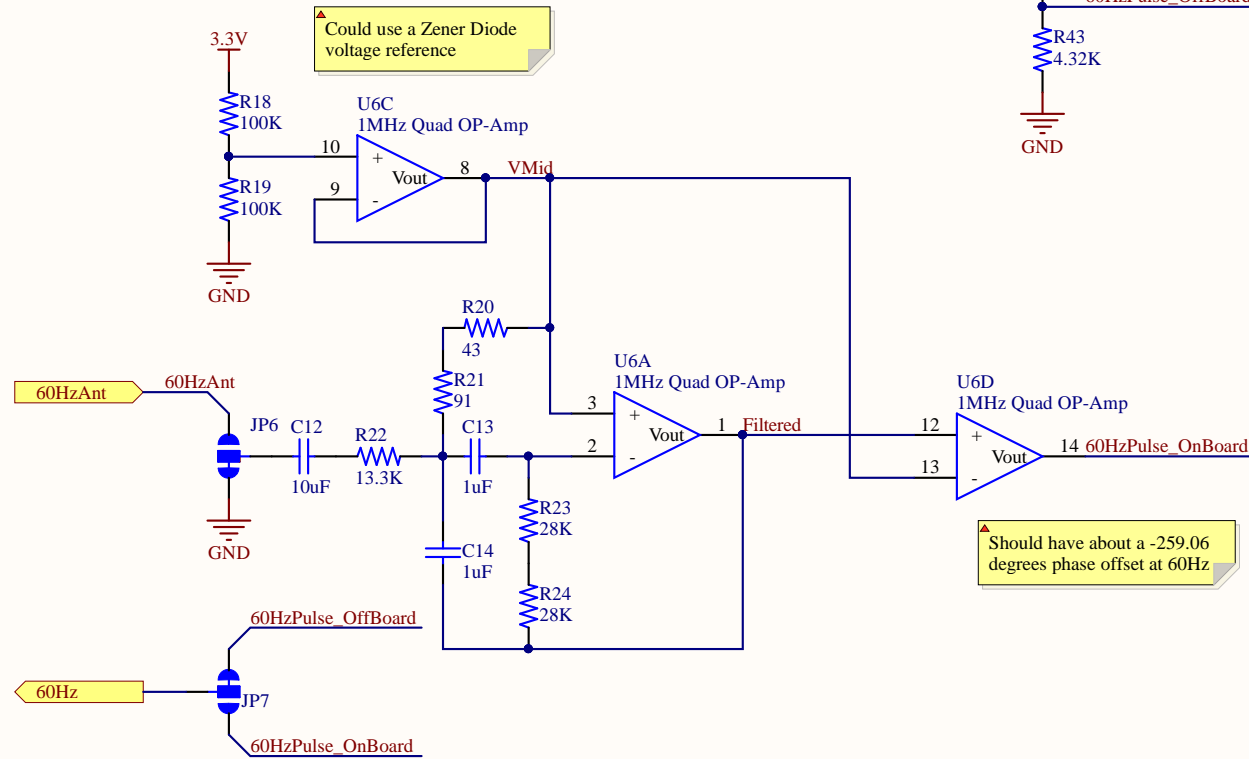 Could use a Zener Diode
voltage reference
60HzPulse_OffBoard
R43
4.32K
GND
3.3V
R18
100K
R19
100K
GND
U6C
1MHz Quad OP-Amp
10
+
Vout
9
-
8
VMid
R20
43
R21
91
U6A
1MHz Quad OP-Amp
3
+
Vout
2
-
1
Filtered
U6D
1MHz Quad OP-Amp
12
+
Vout
13
-
14
60HzPulse_OnBoard
60HzAnt
60HzAnt
JP6
C12
10uF
R22
13.3K
C13
1uF
GND
R23
28K
C14
1uF
R24
28K
Should have about a -259.06
degrees phase offset at 60Hz
60HzPulse_OffBoard
60Hz
JP7
60HzPulse_OnBoard